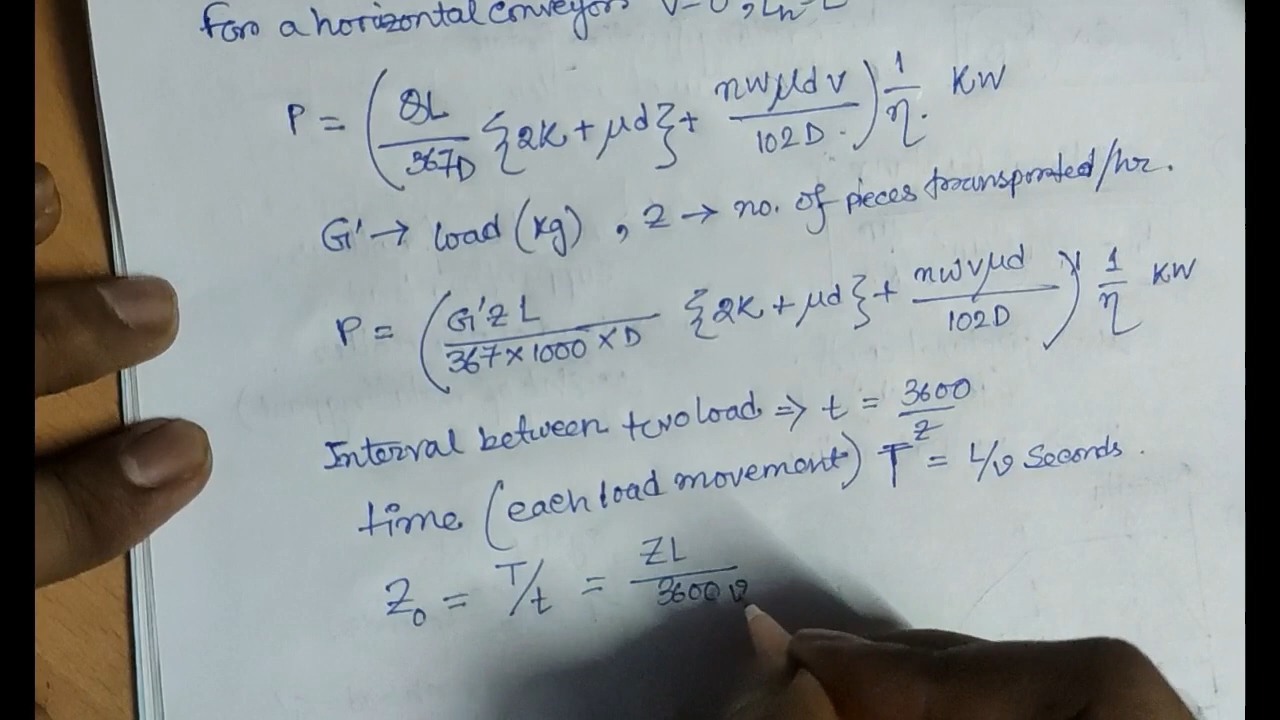 For a horizontal conveyor
P = ( QL / 367D {2K + μd} + nwμdv / 102D ) 1/η KW
G' → load (kg) , Z → no. of pieces transported/hr.
P = ( G'ZL / 367×1000×D {2K + μd} + nwvμd / 102D ) 1/η KW
Interval between two load ⇒ t = 3600/Z
time (each load movement) T = L/v Seconds.
Z₀ = T/t = ZL / 3600v